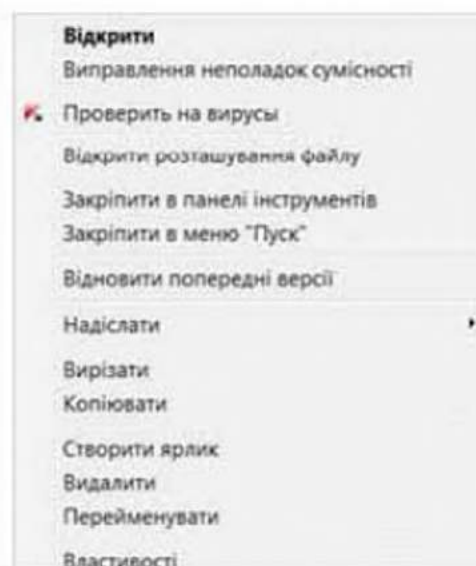 Відкрити
Виправлення неполадок сумісності
Проверить на вирусы
Відкрити розташування файлу
Закріпити в панелі інструментів
Закріпити в меню "Пуск"
Відновити попередні версії
Надіслати
Вирізати
Копіювати
Створити ярлик
Видалити
Перейменувати
Властивості